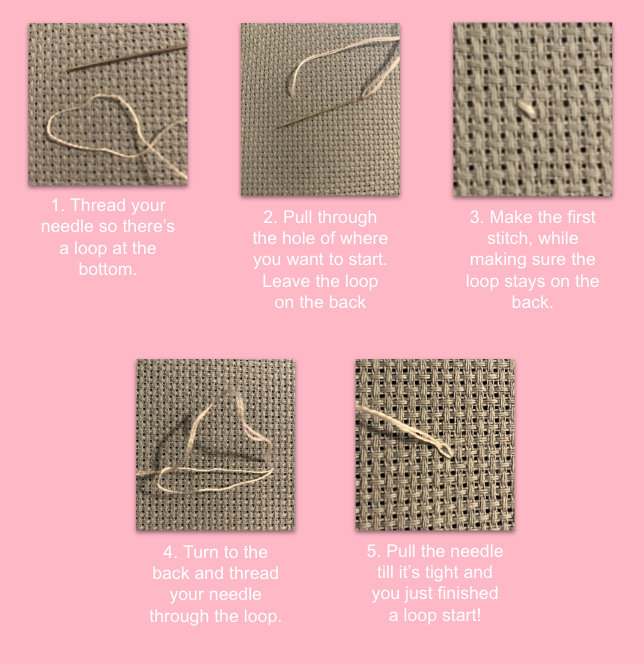 1. Thread your
needle so there's
a loop at the
bottom.
2. Pull through
the hole of where
you want to start.
Leave the loop
on the back
3. Make the first
stitch, while
making sure the
loop stays on the
back.
4. Turn to the
back and thread
your needle
through the loop.
5. Pull the needle
till it's tight and
you just finished
a loop start!